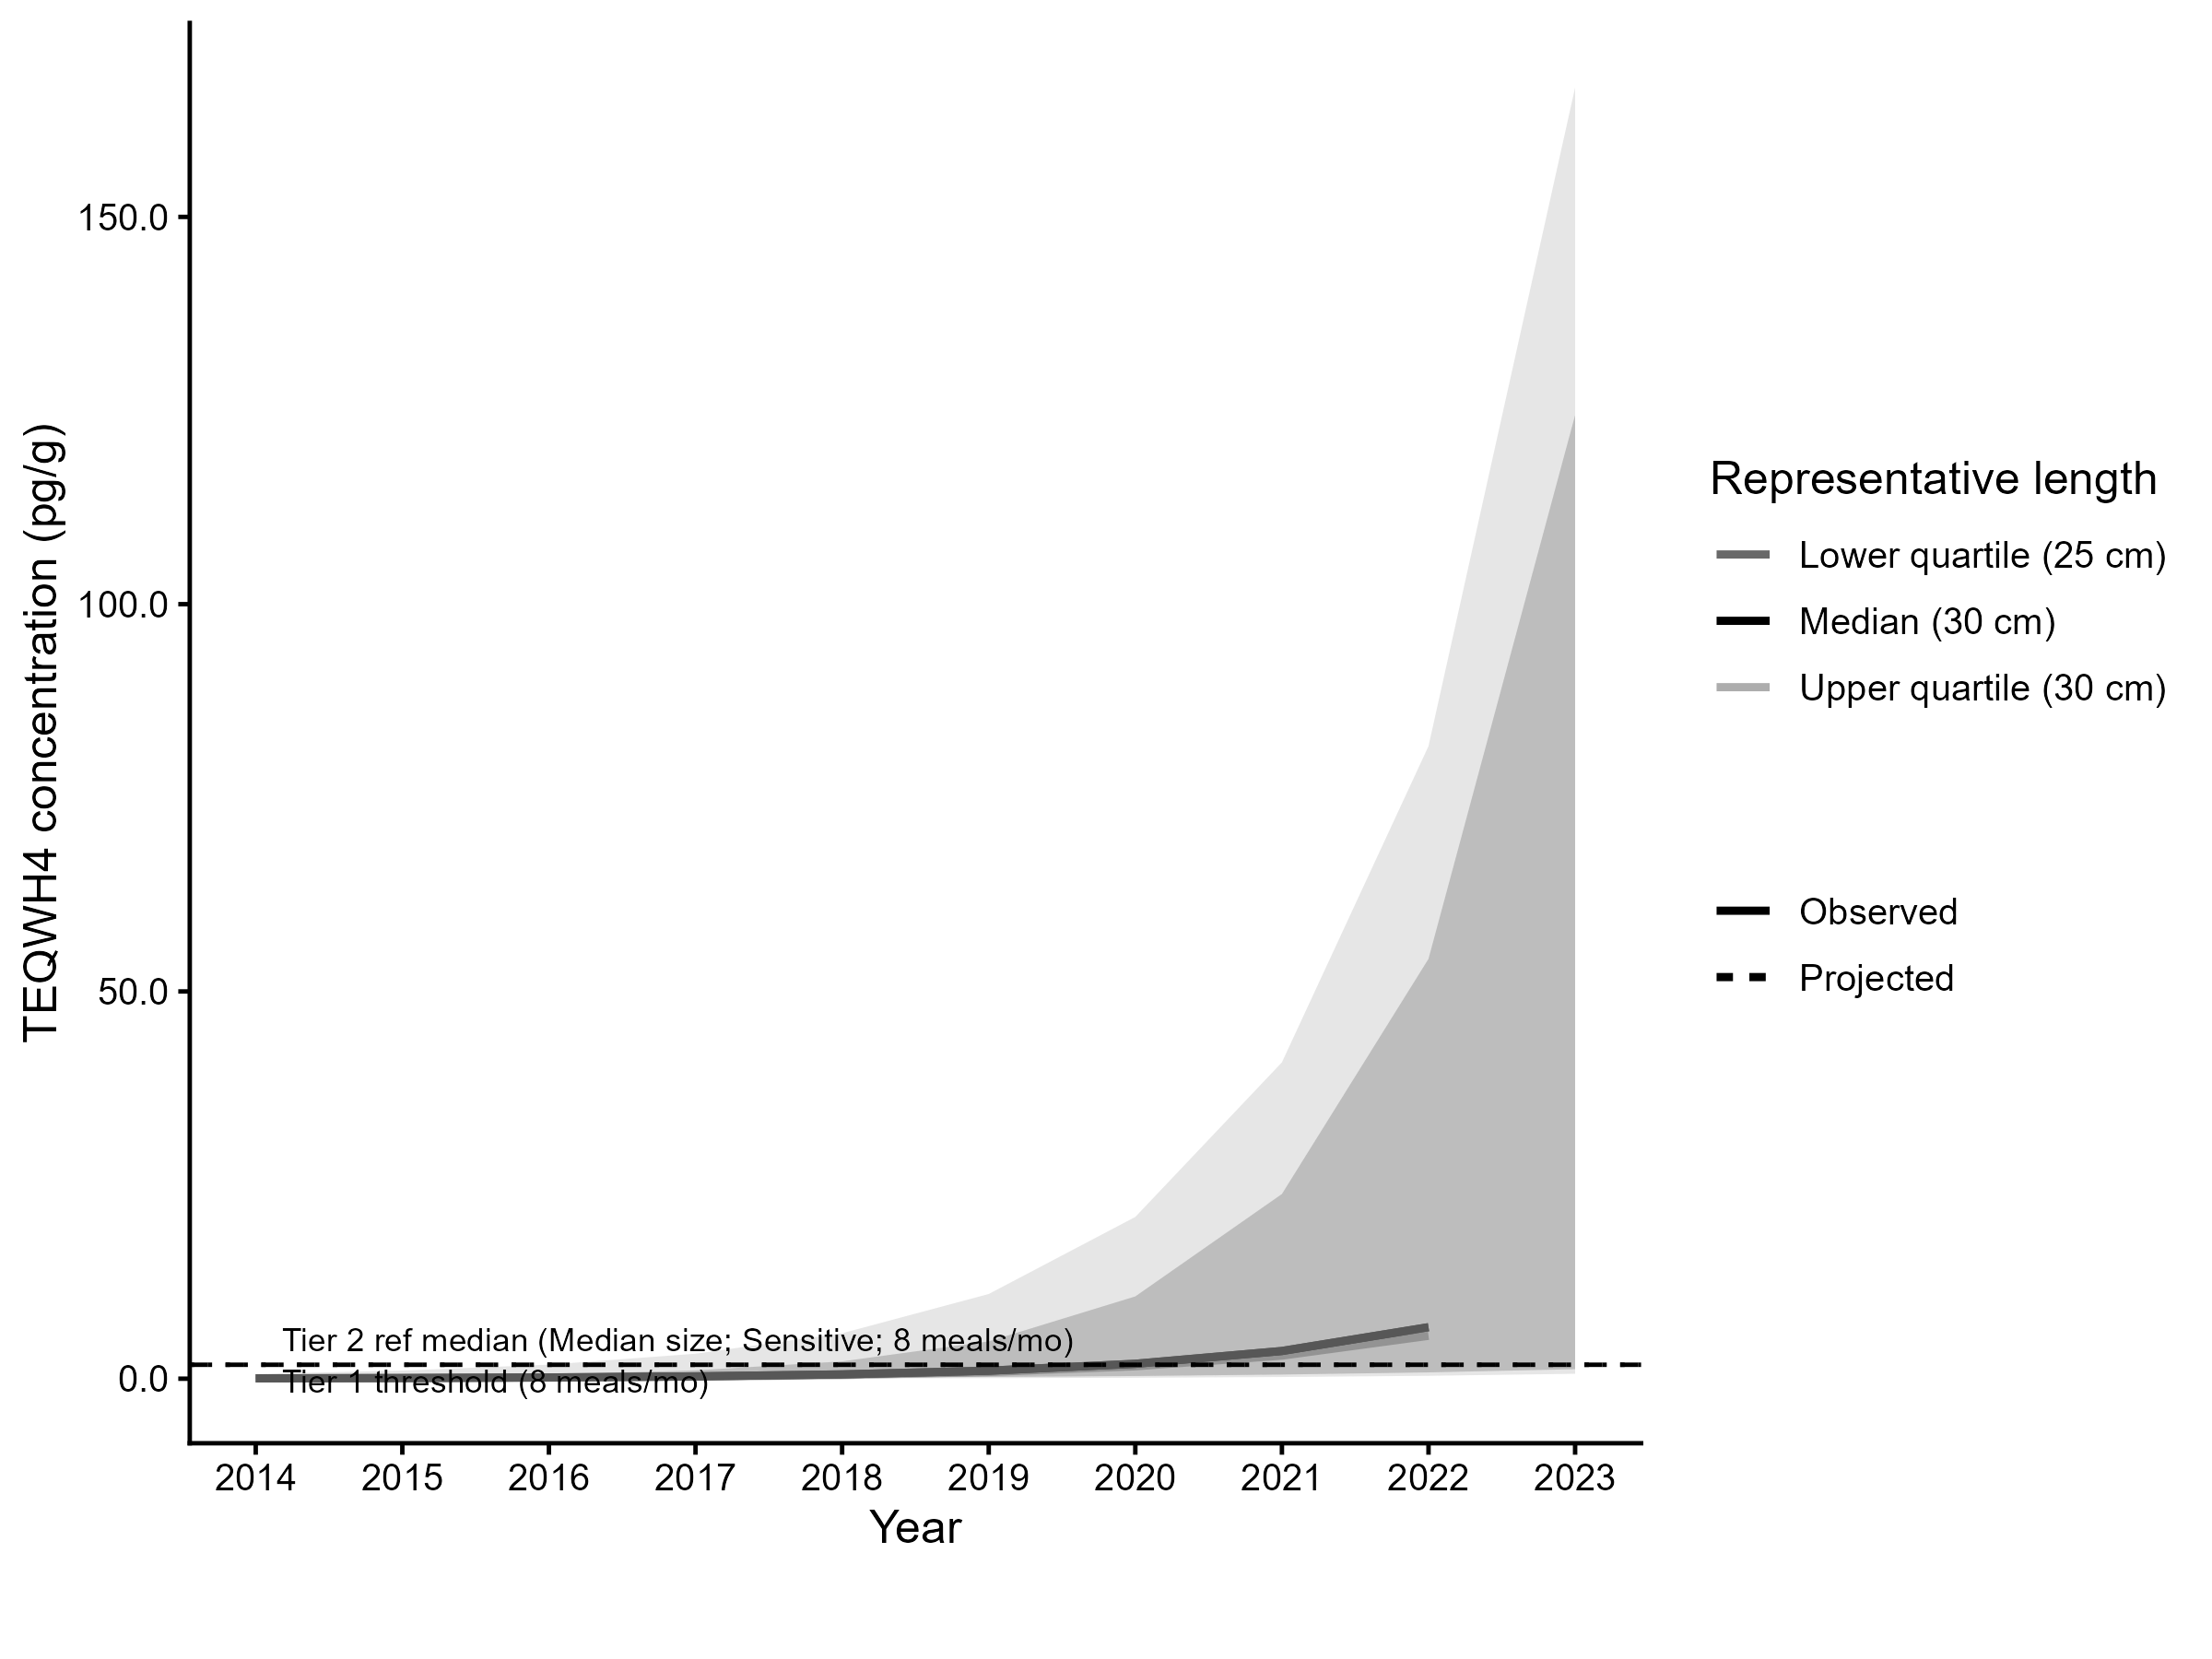 TEQWH4 concentration (pg/g)
150.0
100.0
50.0
0.0
Tier 2 ref median (Median size; Sensitive; 8 meals/mo)
Tier 1 threshold (8 meals/mo)
2014 2015 2016 2017 2018 2019 2020 2021 2022 2023
Year
Representative length
Lower quartile (25 cm)
Median (30 cm)
Upper quartile (30 cm)
Observed
Projected